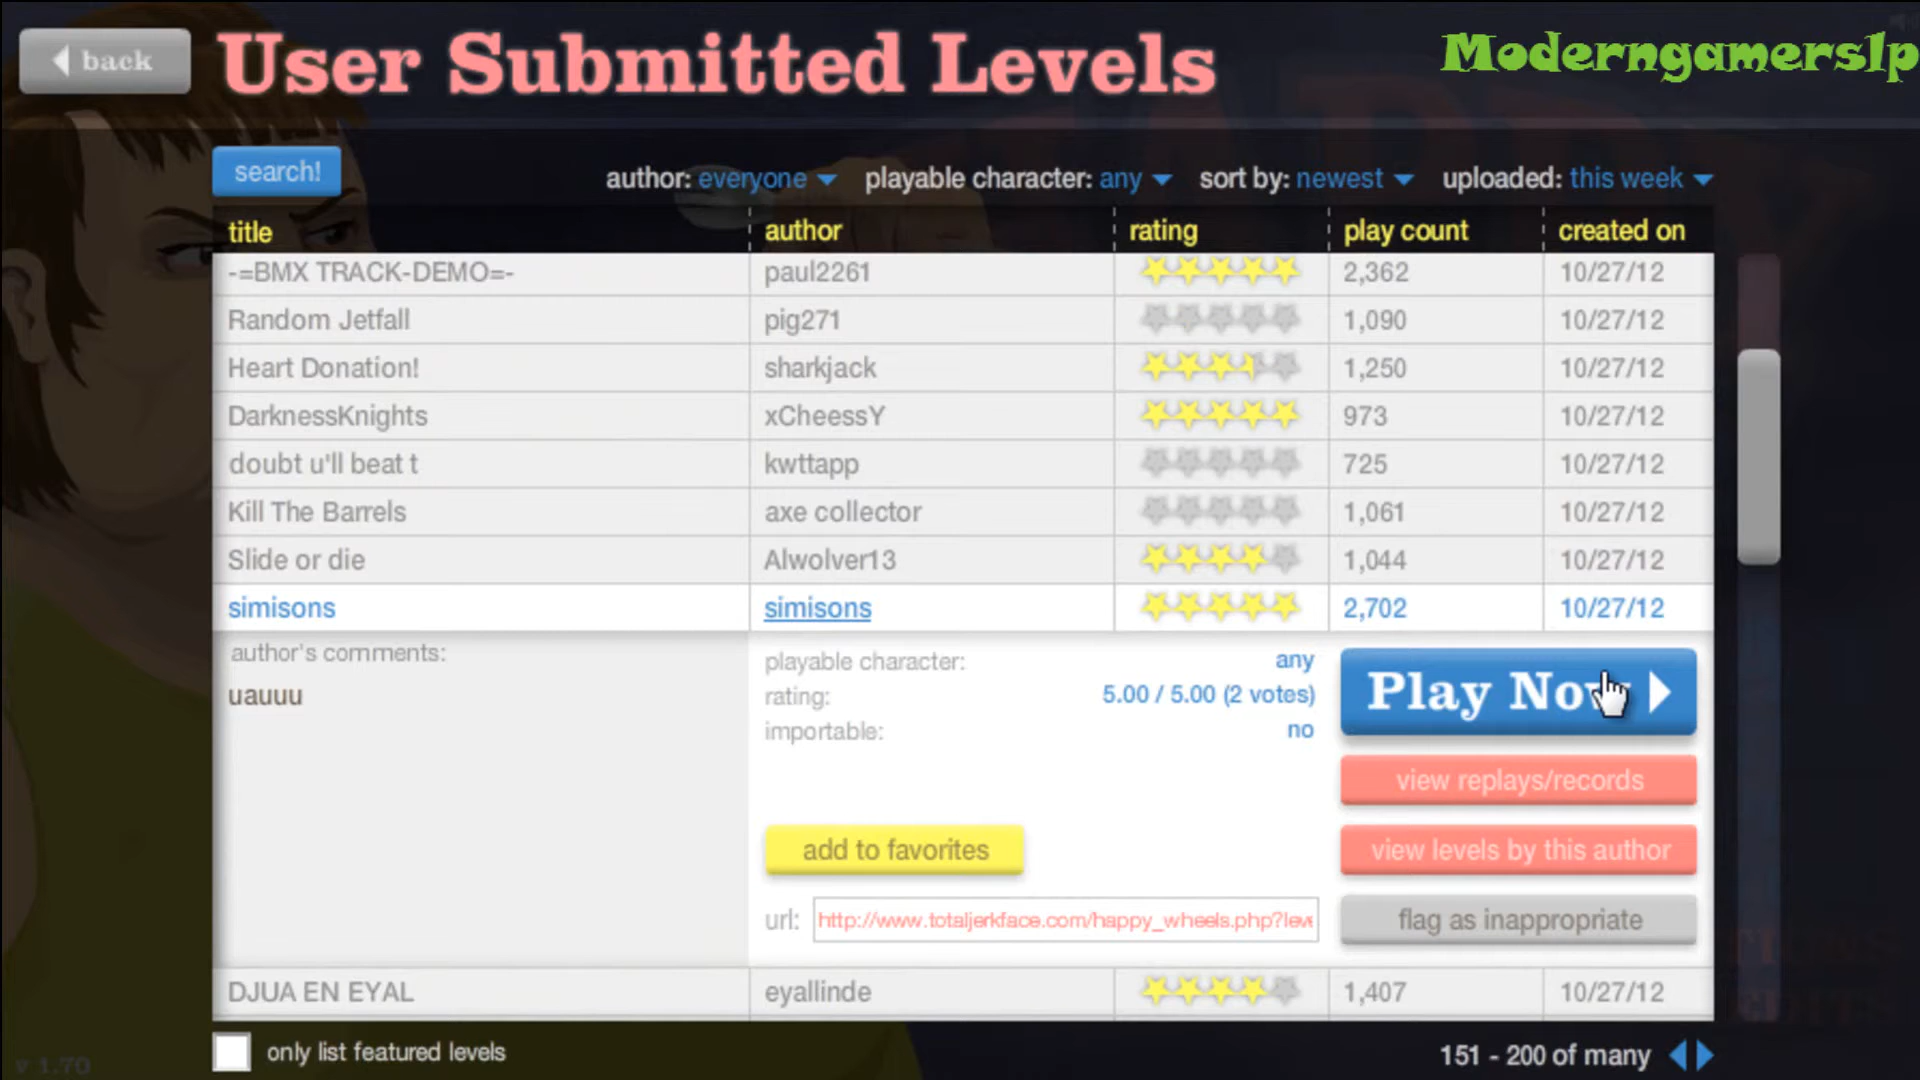 back
User Submitted Levels
Moderngamerslp
search!
author: everyone playable character: any sort by: newest uploaded: this week
title author rating play count created on
-=BMX TRACK-DEMO=- paul2261 2,362 10/27/12
Random Jetfall pig271 1,090 10/27/12
Heart Donation! sharkjack 1,250 10/27/12
DarknessKnights xCheessY 973 10/27/12
doubt u'll beat t kwttapp 725 10/27/12
Kill The Barrels axe collector 1,061 10/27/12
Slide or die Alwolver13 1,044 10/27/12
simisons simisons 2,702 10/27/12
author's comments:
uauuu
playable character: any
rating: 5.00 / 5.00 (2 votes)
importable: no
Play Now
view replays/records
add to favorites
view levels by this author
url: http://www.totaljerkface.com/happy_wheels.php?leve
flag as inappropriate
DJUA EN EYAL eyallinde 1,407 10/27/12
only list featured levels
151 - 200 of many
v 1.70